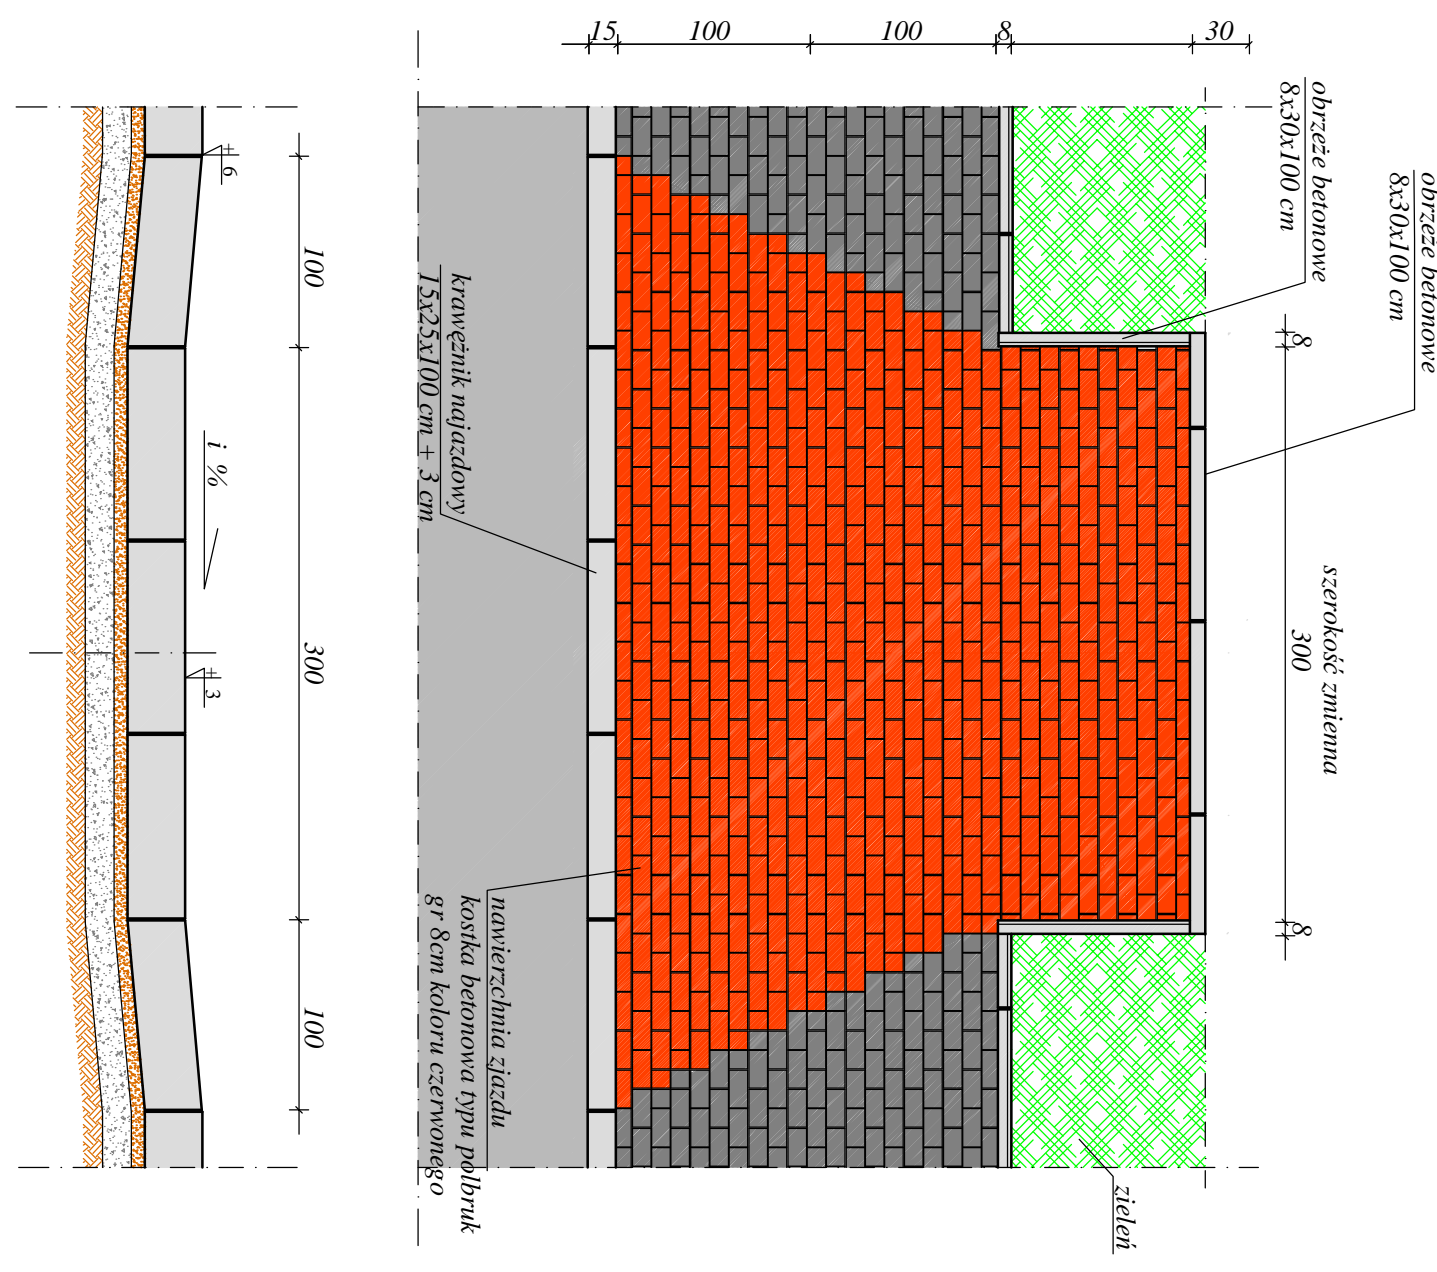 15
100
100
8
30
obrzeże betonowe
8x30x100 cm
obrzeże betonowe
8x30x100 cm
8
szerokość zmienna
300
8
krawężnik najazdowy
15x25x100 cm + 3 cm
nawierzchnia zjazdu
kostka betonowa typu polbruk
gr 8cm koloru czerwonego
zieleń
+6
100
i %
300
+3
100